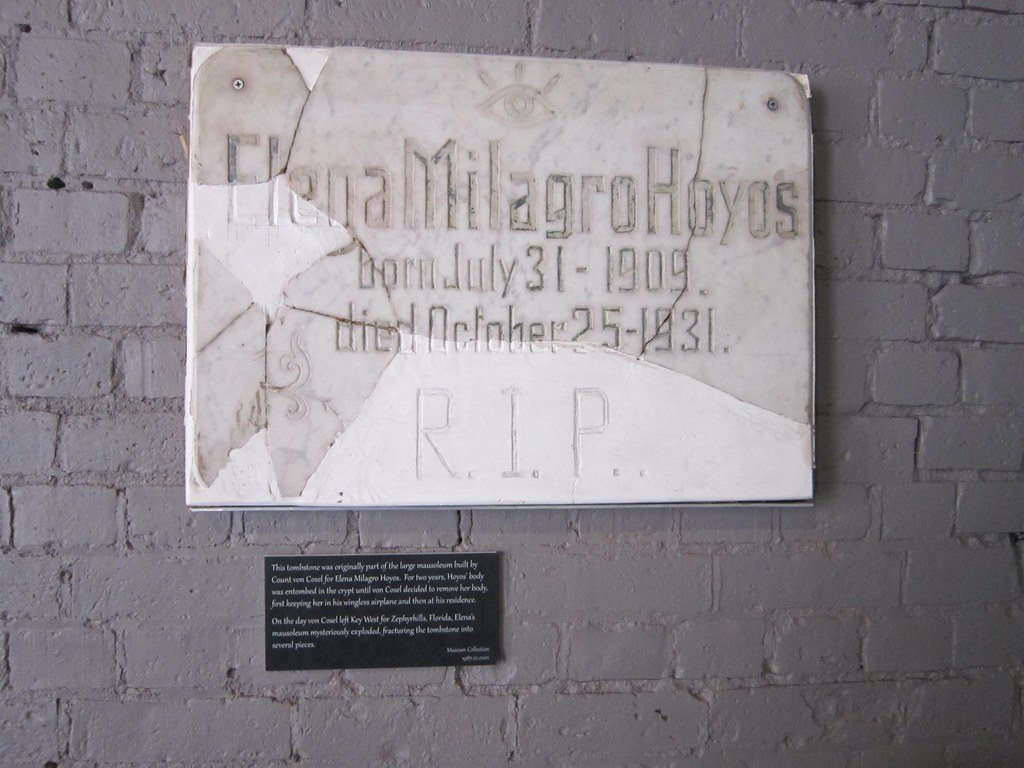 Elena Milagro Hoyos
born July 31 - 1909.
died October 25-1931.
R.I.P..
This tombstone was originally part of the large mausoleum built by
Count von Cosel for Elena Milagro Hoyos. For two years, Hoyos' body
was entombed in the crypt until von Cosel decided to remove her body,
first keeping her in his wingless airplane and then at his residence.
On the day von Cosel left Key West for Zephyrhills, Florida, Elena's
mausoleum mysteriously exploded, fracturing the tombstone into
several pieces.
Museum Collection